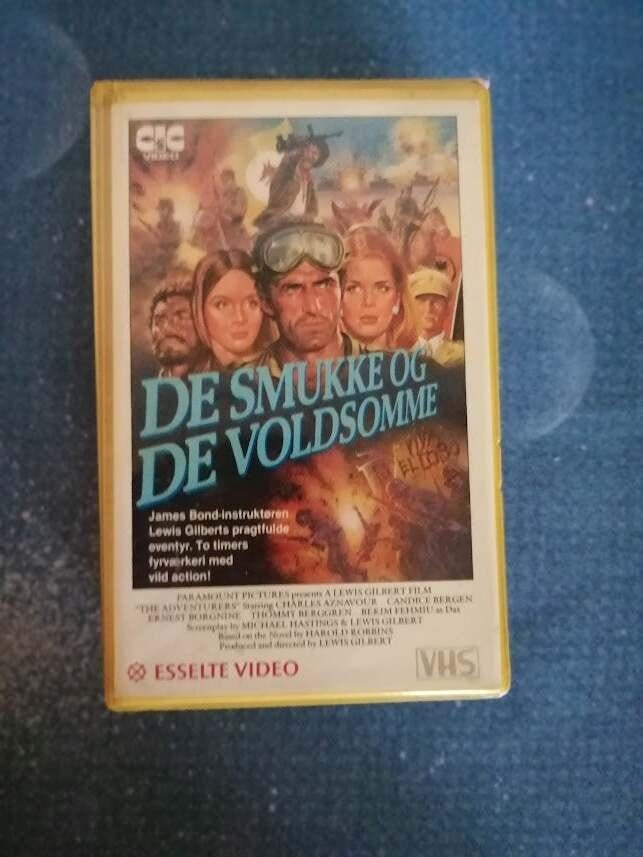 CIC
VIDEO
DE SMUKKE OG
DE VOLDSOMME
VIVA
EL LOBO
James Bond-instruktøren
Lewis Gilberts pragtfulde
eventyr. To timers
fyrværkeri med
vild action!
PARAMOUNT PICTURES presents A LEWIS GILBERT FILM
"THE ADVENTURERS" Starring CHARLES AZNAVOUR CANDICE BERGEN
ERNEST BORGNINE THOMMY BERGGREN BEKIM FEHMIU as Dax
Screenplay by MICHAEL HASTINGS & LEWIS GILBERT
Based on the Novel by HAROLD ROBBINS
Produced and directed by LEWIS GILBERT
ESSELTE VIDEO
VHS